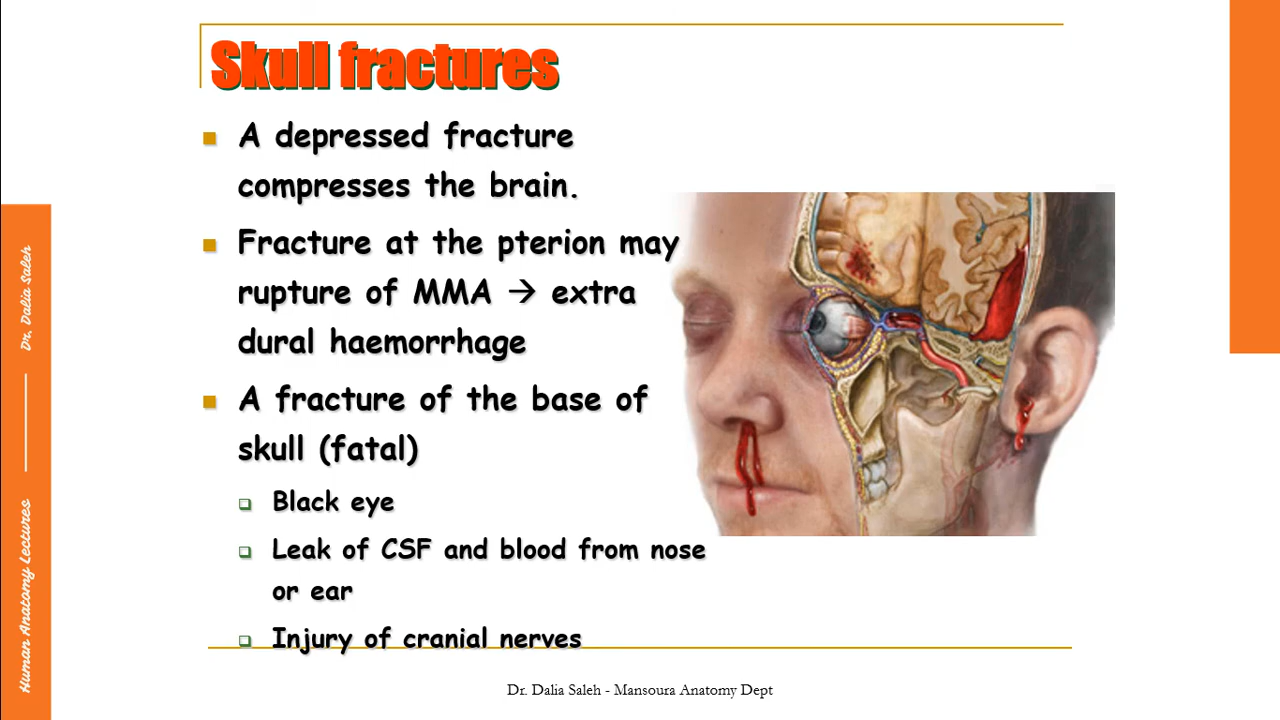 Skull fractures
A depressed fracture
compresses the brain.
Fracture at the pterion may
rupture of MMA → extra
dural haemorrhage
A fracture of the base of
skull (fatal)
Black eye
Leak of CSF and blood from nose
or ear
Injury of cranial nerves
Dr. Dalia Saleh - Mansoura Anatomy Dept
Human Anatomy Lectures
Dr. Dalia Saleh